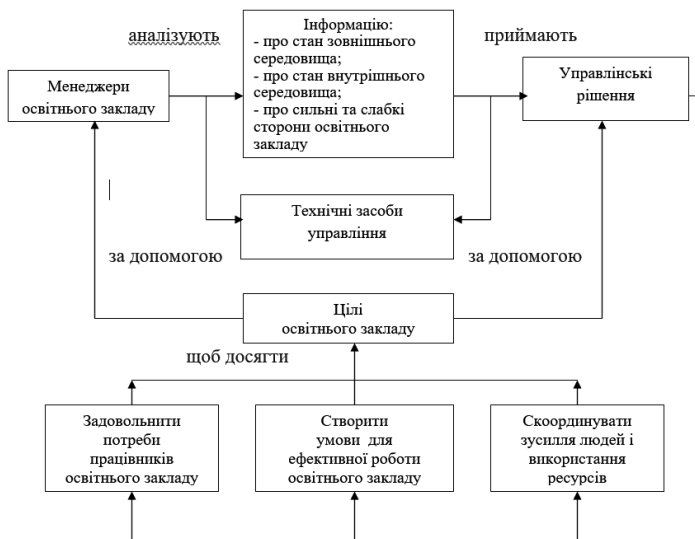 аналізують
Інформацію:
- про стан зовнішнього
середовища;
- про стан внутрішнього
середовища;
- про сильні та слабкі
сторони освітнього
закладу
приймають
Менеджери
освітнього закладу
Управлінські
рішення
Технічні засоби
управління
за допомогою
за допомогою
Цілі
освітнього закладу
щоб досягти
Задовольнити
потреби
працівників
освітнього закладу
Створити
умови для
ефективної роботи
освітнього закладу
Скоординувати
зусилля людей і
використання
ресурсів